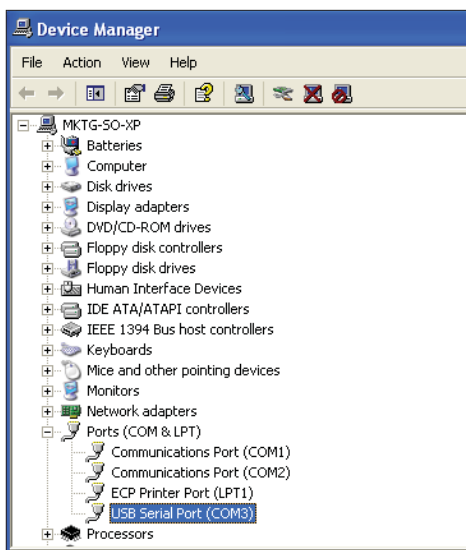 Device Manager
File Action View Help
MKTG-SO-XP
Batteries
Computer
Disk drives
Display adapters
DVD/CD-ROM drives
Floppy disk controllers
Floppy disk drives
Human Interface Devices
IDE ATA/ATAPI controllers
IEEE 1394 Bus host controllers
Keyboards
Mice and other pointing devices
Monitors
Network adapters
Ports (COM & LPT)
Communications Port (COM1)
Communications Port (COM2)
ECP Printer Port (LPT1)
USB Serial Port (COM3)
Processors